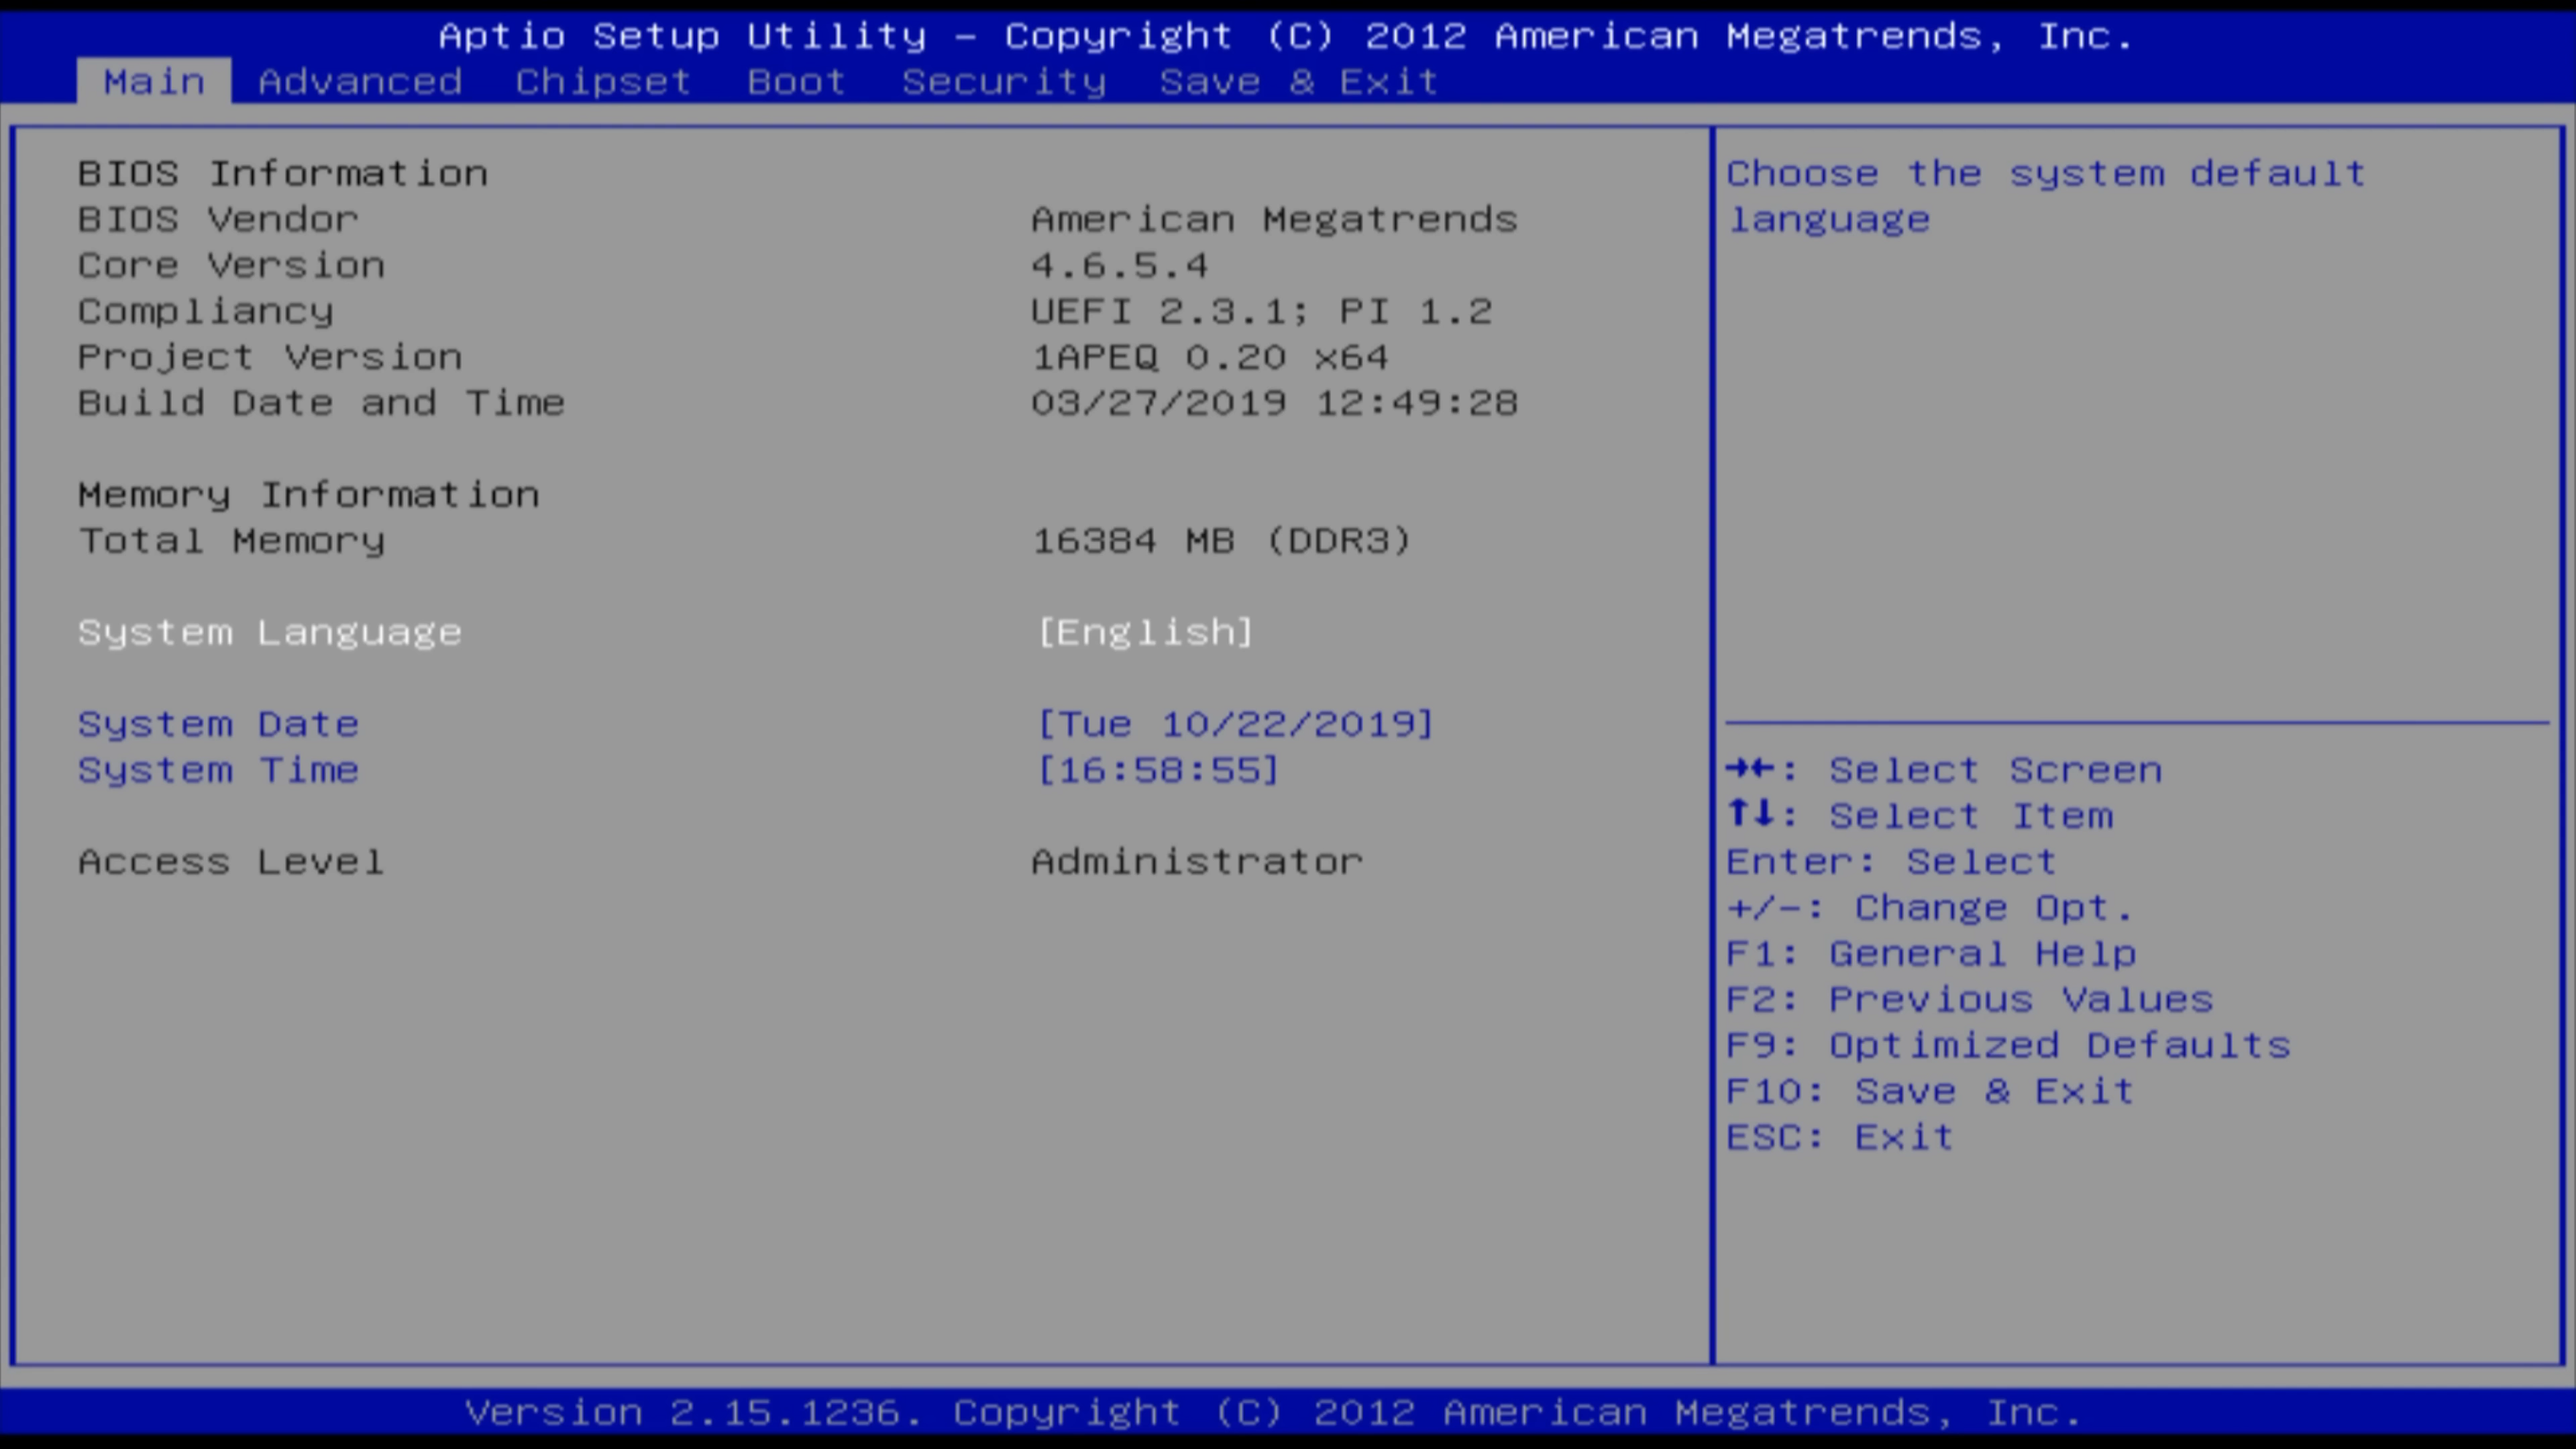 Aptio Setup Utility - Copyright (C) 2012 American Megatrends, Inc.
Main Advanced Chipset Boot Security Save & Exit
BIOS Information
BIOS Vendor American Megatrends
Core Version 4.6.5.4
Compliancy UEFI 2.3.1; PI 1.2
Project Version 1APEQ 0.20 x64
Build Date and Time 03/27/2019 12:49:28
Memory Information
Total Memory 16384 MB (DDR3)
System Language [English]
System Date [Tue 10/22/2019]
System Time [16:58:55]
Access Level Administrator
Choose the system default
language
→←: Select Screen
↑↓: Select Item
Enter: Select
+/-: Change Opt.
F1: General Help
F2: Previous Values
F9: Optimized Defaults
F10: Save & Exit
ESC: Exit
Version 2.15.1236. Copyright (C) 2012 American Megatrends, Inc.